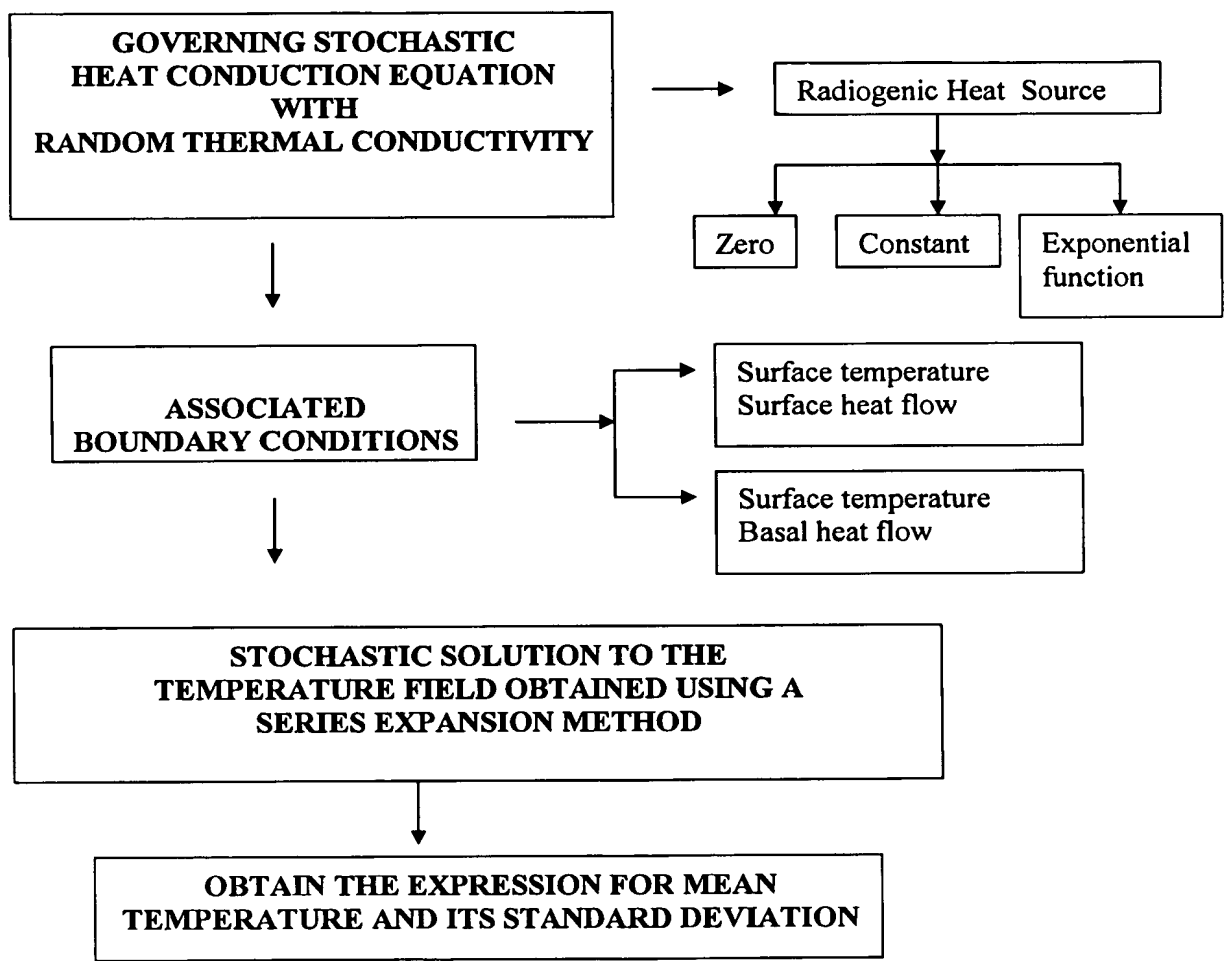 GOVERNING STOCHASTIC
HEAT CONDUCTION EQUATION
WITH
RANDOM THERMAL CONDUCTIVITY
Radiogenic Heat Source
Zero
Constant
Exponential
function
ASSOCIATED
BOUNDARY CONDITIONS
Surface temperature
Surface heat flow
Surface temperature
Basal heat flow
STOCHASTIC SOLUTION TO THE
TEMPERATURE FIELD OBTAINED USING A
SERIES EXPANSION METHOD
OBTAIN THE EXPRESSION FOR MEAN
TEMPERATURE AND ITS STANDARD DEVIATION